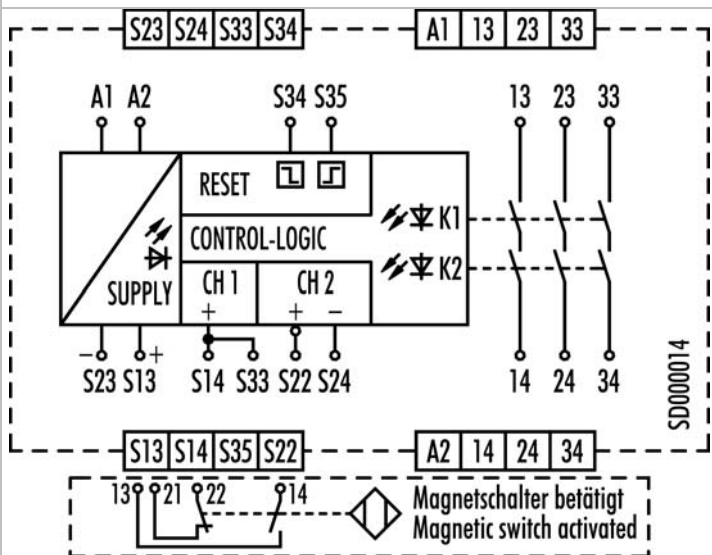 S23 S24 S33 S34 A1 13 23 33
A1 A2 S34 S35 13 23 33
RESET
K1
CONTROL-LOGIC
K2
SUPPLY CH 1 CH 2
+ + −
− +
S23 S13 S14 S33 S22 S24 14 24 34
SD000014
S13 S14 S35 S22 A2 14 24 34
13 21 22 14
Magnetschalter betätigt
Magnetic switch activated